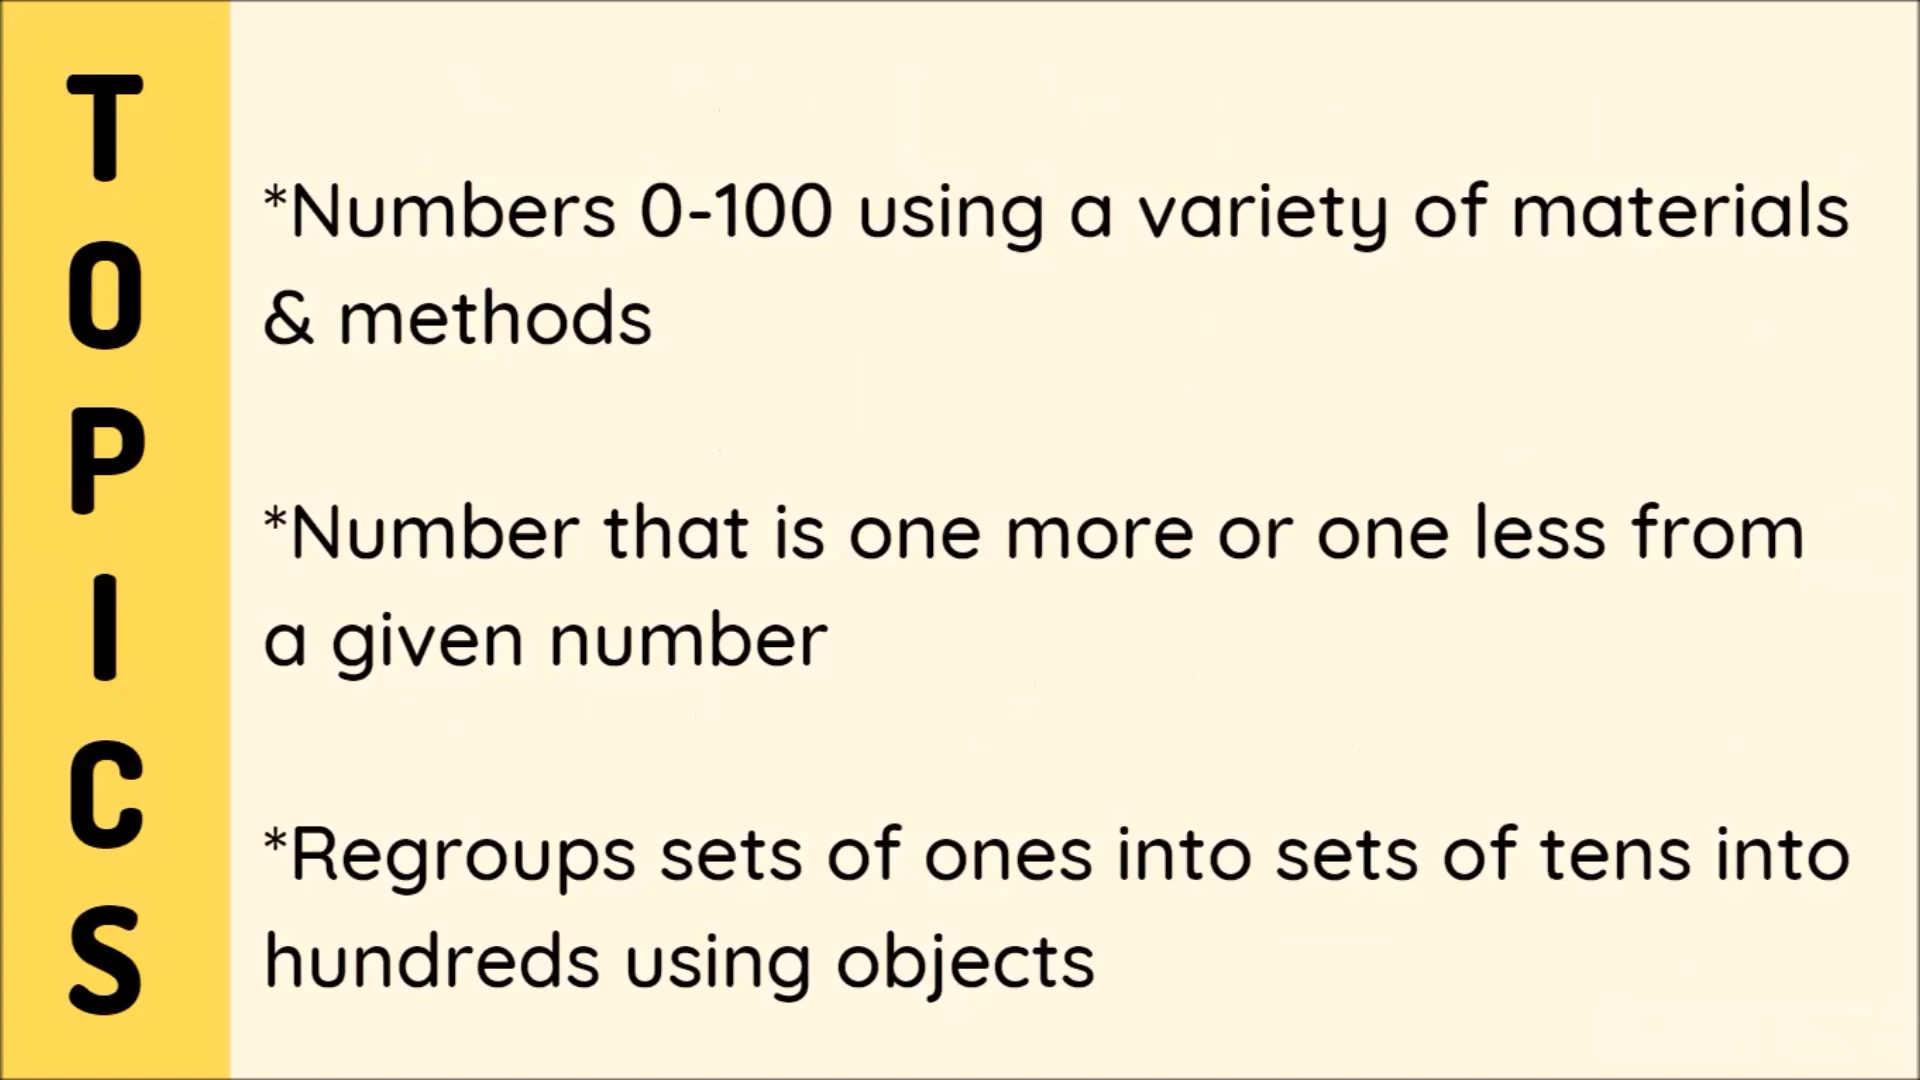 TOPICS
*Numbers 0-100 using a variety of materials
& methods
*Number that is one more or one less from
a given number
*Regroups sets of ones into sets of tens into
hundreds using objects